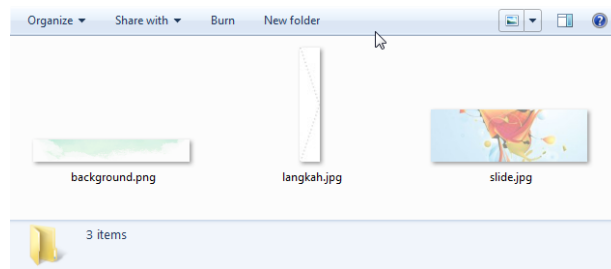 Organize Share with Burn New folder
background.png langkah.jpg slide.jpg
3 items